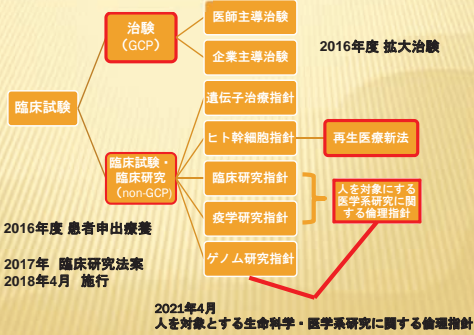 臨床試験
治験
（GCP）
臨床試験・
臨床研究
（non-GCP)
医師主導治験
企業主導治験
遺伝子治療指針
ヒト幹細胞指針
臨床研究指針
疫学研究指針
ゲノム研究指針
2016年度 拡大治験
再生医療新法
人を対象にする
医学系研究に関
する倫理指針
2016年度 患者申出療養
2017年 臨床研究法案
2018年4月 施行
2021年4月
人を対象とする生命科学・医学系研究に関する倫理指針